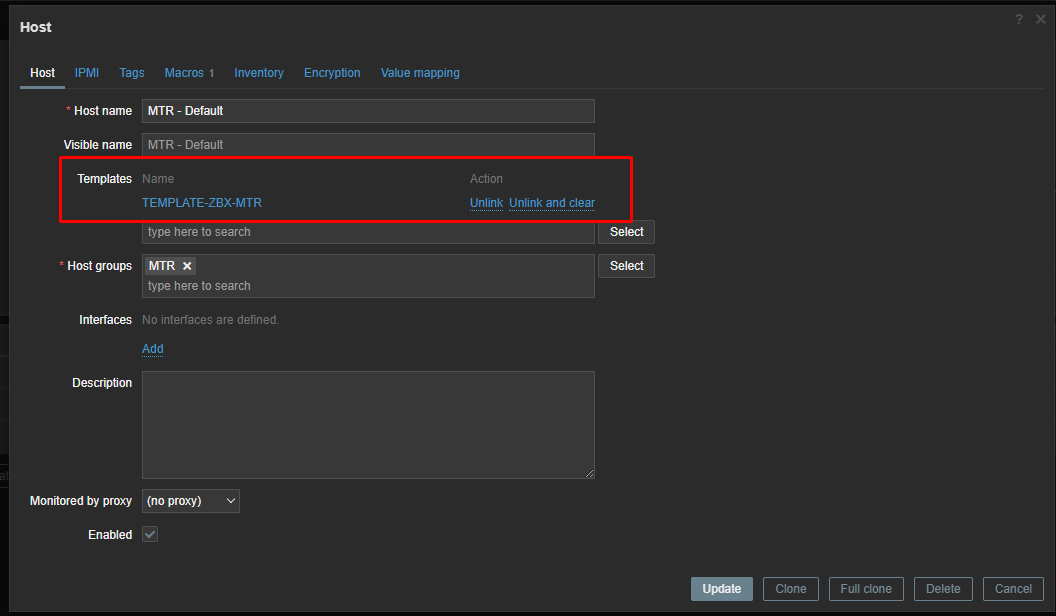 Host
? ×
Host IPMI Tags Macros 1 Inventory Encryption Value mapping
* Host name MTR - Default
Visible name MTR - Default
Templates Name Action
TEMPLATE-ZBX-MTR Unlink Unlink and clear
type here to search Select
* Host groups MTR × Select
type here to search
Interfaces No interfaces are defined.
Add
Description
Monitored by proxy (no proxy)
Enabled
Update Clone Full clone Delete Cancel